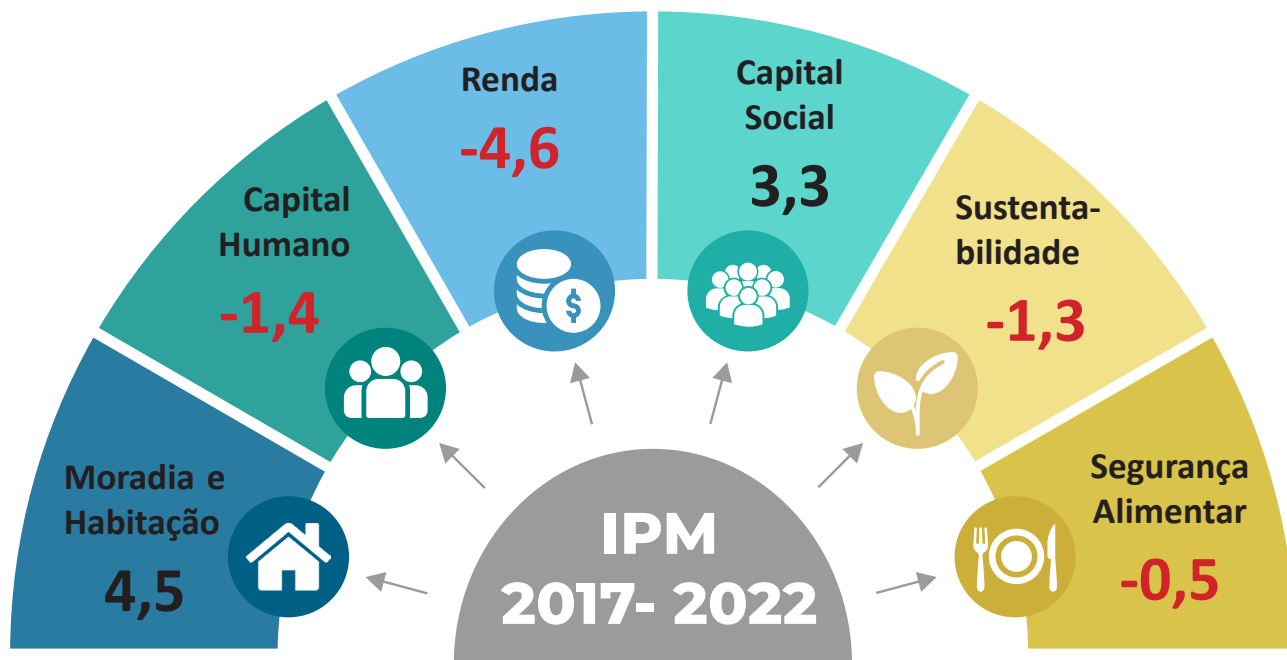 Moradia e
Habitação
4,5
Capital
Humano
-1,4
Renda
-4,6
$
Capital
Social
3,3
Sustenta-
bilidade
-1,3
Segurança
Alimentar
-0,5
IPM
2017- 2022